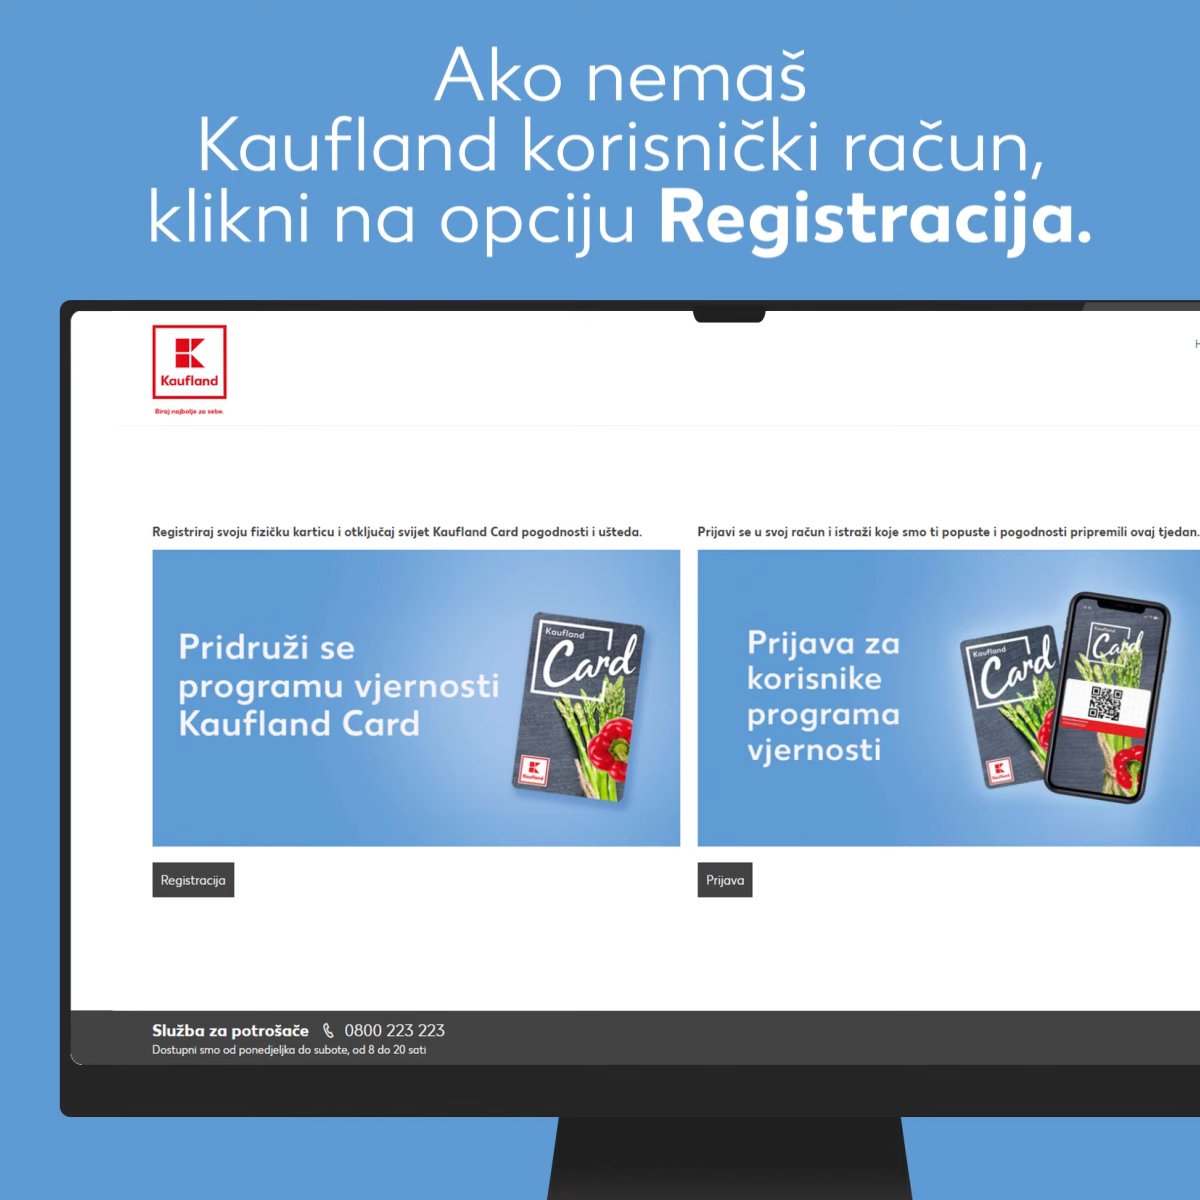 Ako nemaš
Kaufland korisnički račun,
klikni na opciju Registracija.
Kaufland
Biraj najbolje za sebe.
Registriraj svoju fizičku karticu i otključaj svijet Kaufland Card pogodnosti i ušteda.
Pridruži se
programu vjernosti
Kaufland Card
Kaufland
Card
Kaufland
Registracija
Prijavi se u svoj račun i istraži koje smo ti popuste i pogodnosti pripremili ovaj tjedan.
Prijava za
korisnike
programa
vjernosti
Kaufland
Card
Kaufland
Kaufland
Card
Prijava
Služba za potrošače 0800 223 223
Dostupni smo od ponedjeljka do subote, od 8 do 20 sati